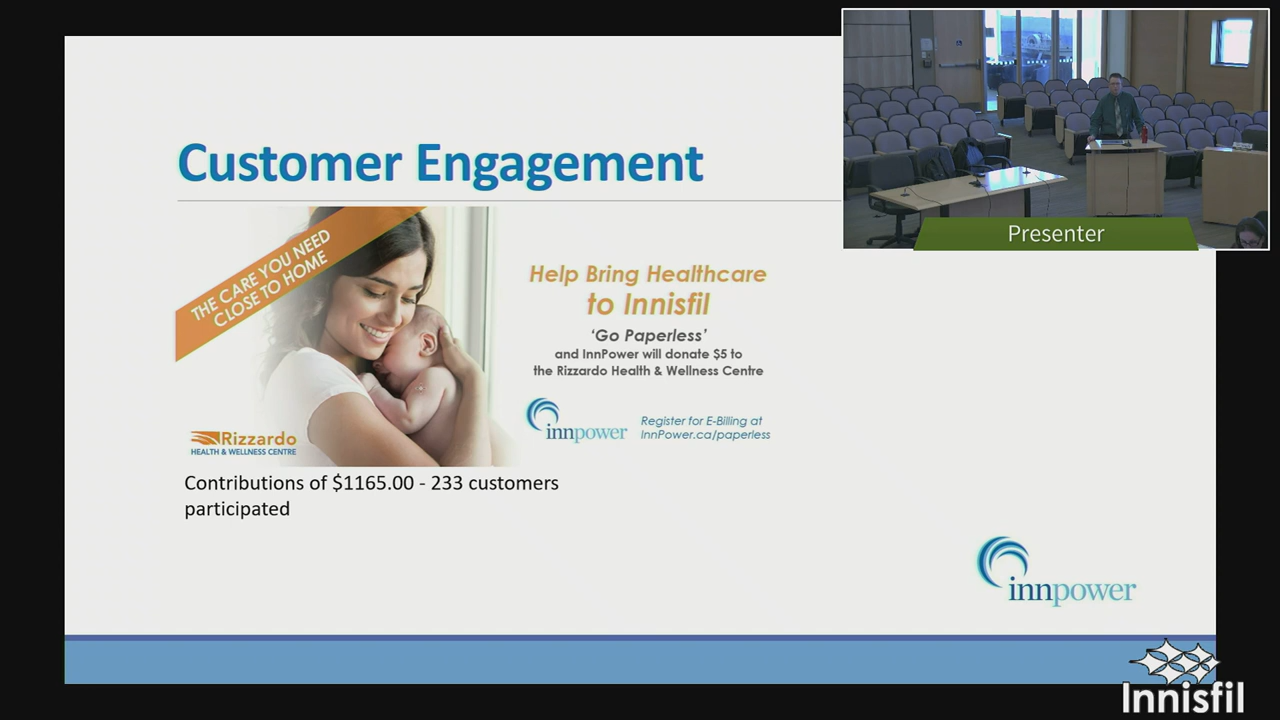 Customer Engagement
THE CARE YOU NEED
CLOSE TO HOME
Help Bring Healthcare
to Innisfil
‘Go Paperless’
and InnPower will donate $5 to
the Rizzardo Health & Wellness Centre
Rizzardo
HEALTH & WELLNESS CENTRE
innpower
Register for E-Billing at
InnPower.ca/paperless
Contributions of $1165.00 - 233 customers
participated
innpower
Presenter
Innisfil